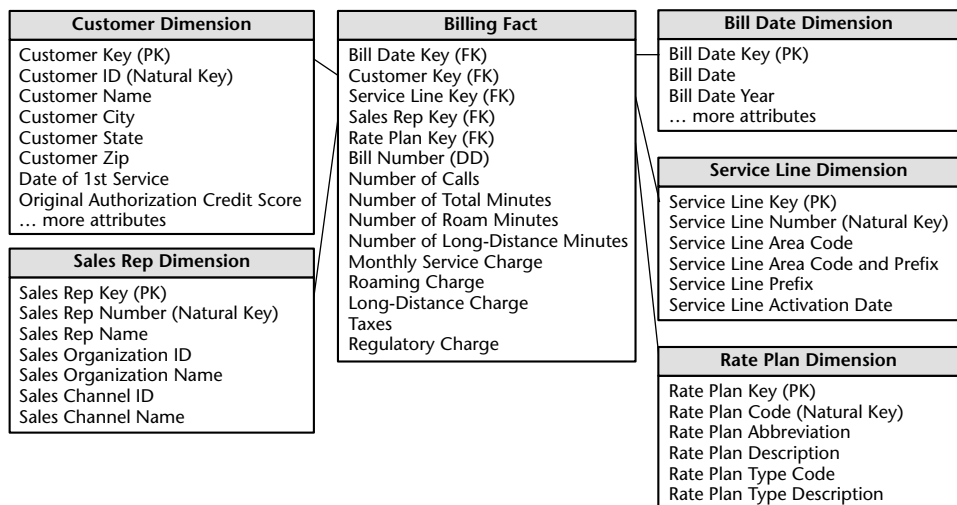 Customer Dimension
Customer Key (PK)
Customer ID (Natural Key)
Customer Name
Customer City
Customer State
Customer Zip
Date of 1st Service
Original Authorization Credit Score
… more attributes
Sales Rep Dimension
Sales Rep Key (PK)
Sales Rep Number (Natural Key)
Sales Rep Name
Sales Organization ID
Sales Organization Name
Sales Channel ID
Sales Channel Name
Billing Fact
Bill Date Key (FK)
Customer Key (FK)
Service Line Key (FK)
Sales Rep Key (FK)
Rate Plan Key (FK)
Bill Number (DD)
Number of Calls
Number of Total Minutes
Number of Roam Minutes
Number of Long-Distance Minutes
Monthly Service Charge
Roaming Charge
Long-Distance Charge
Taxes
Regulatory Charge
Bill Date Dimension
Bill Date Key (PK)
Bill Date
Bill Date Year
… more attributes
Service Line Dimension
Service Line Key (PK)
Service Line Number (Natural Key)
Service Line Area Code
Service Line Area Code and Prefix
Service Line Prefix
Service Line Activation Date
Rate Plan Dimension
Rate Plan Key (PK)
Rate Plan Code (Natural Key)
Rate Plan Abbreviation
Rate Plan Description
Rate Plan Type Code
Rate Plan Type Description